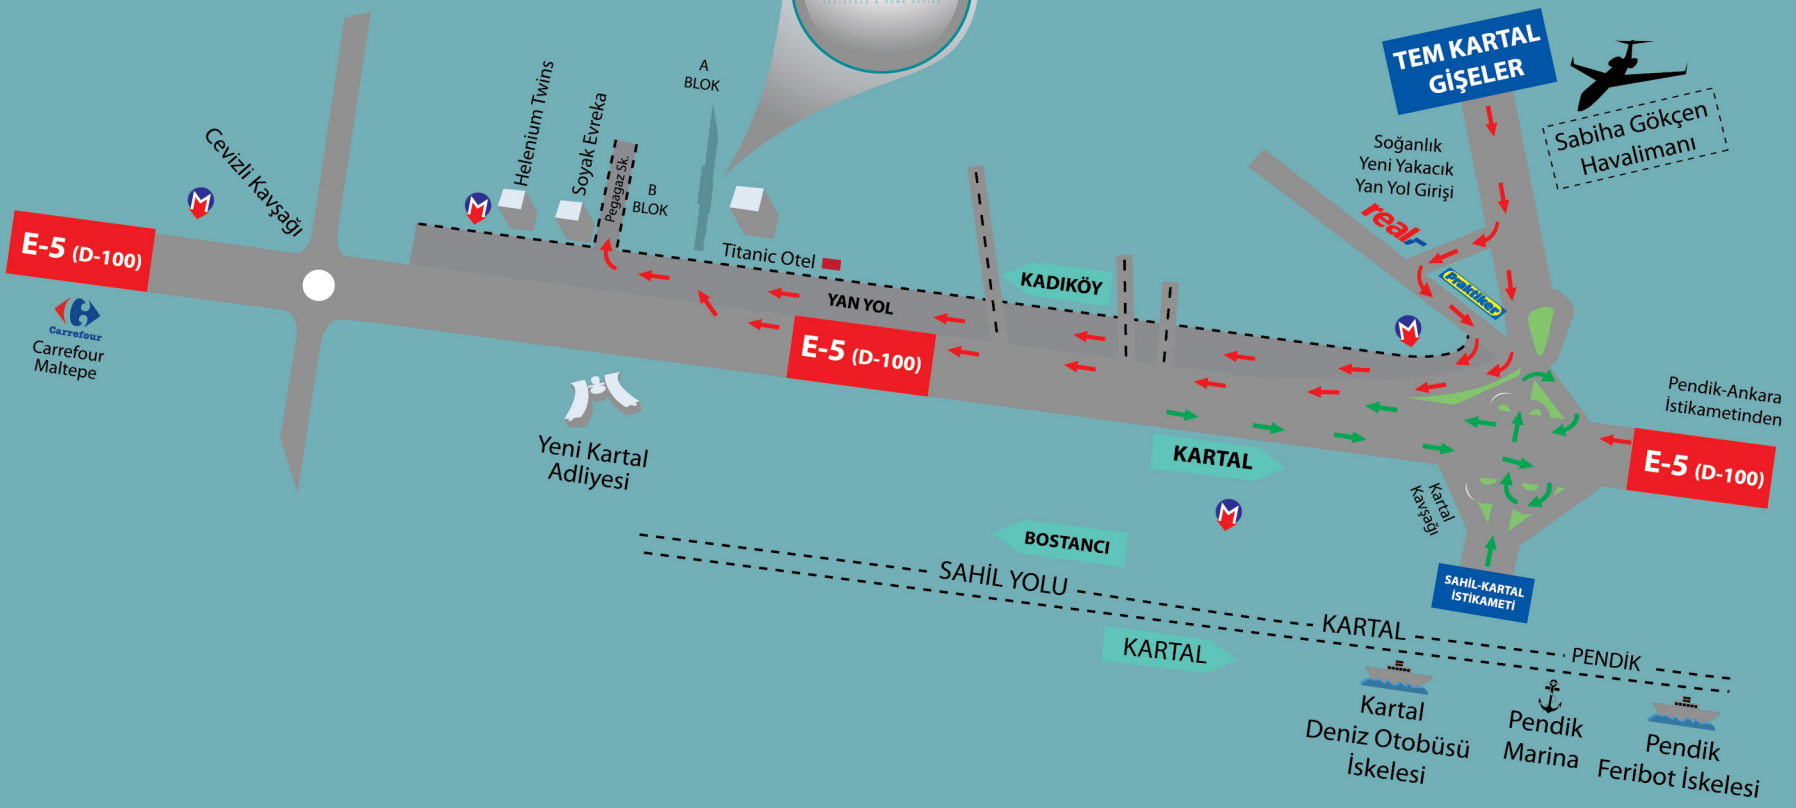 TEM KARTAL
GİŞELER
Sabiha Gökçen
Havalimanı
Soğanlık
Yeni Yakacık
Yan Yol Girişi
real,-
Praktiker
Cevizli Kavşağı
M
E-5 (D-100)
Carrefour
Carrefour
Maltepe
M
Helenium Twins
Soyak Evreka
Pegagaz Sk.
A
BLOK
B
BLOK
Titanic Otel
YAN YOL
KADIKÖY
E-5 (D-100)
M
Pendik-Ankara
İstikametinden
E-5 (D-100)
Yeni Kartal
Adliyesi
KARTAL
M
Kartal
Kavşağı
SAHİL-KARTAL
İSTİKAMETİ
BOSTANCI
SAHİL YOLU
KARTAL
PENDİK
KARTAL
Kartal
Deniz Otobüsü
İskelesi
Pendik
Marina
Pendik
Feribot İskelesi